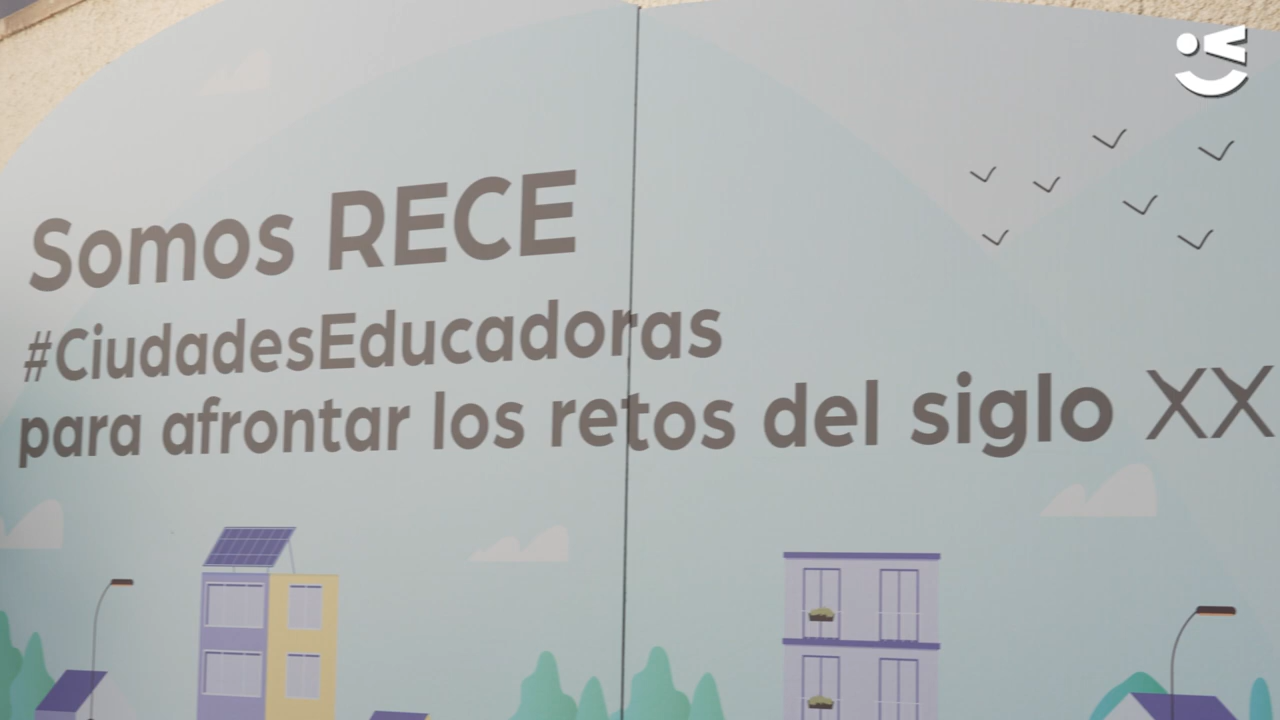 Somos RECE
#CiudadesEducadoras
para afrontar los retos del siglo XX